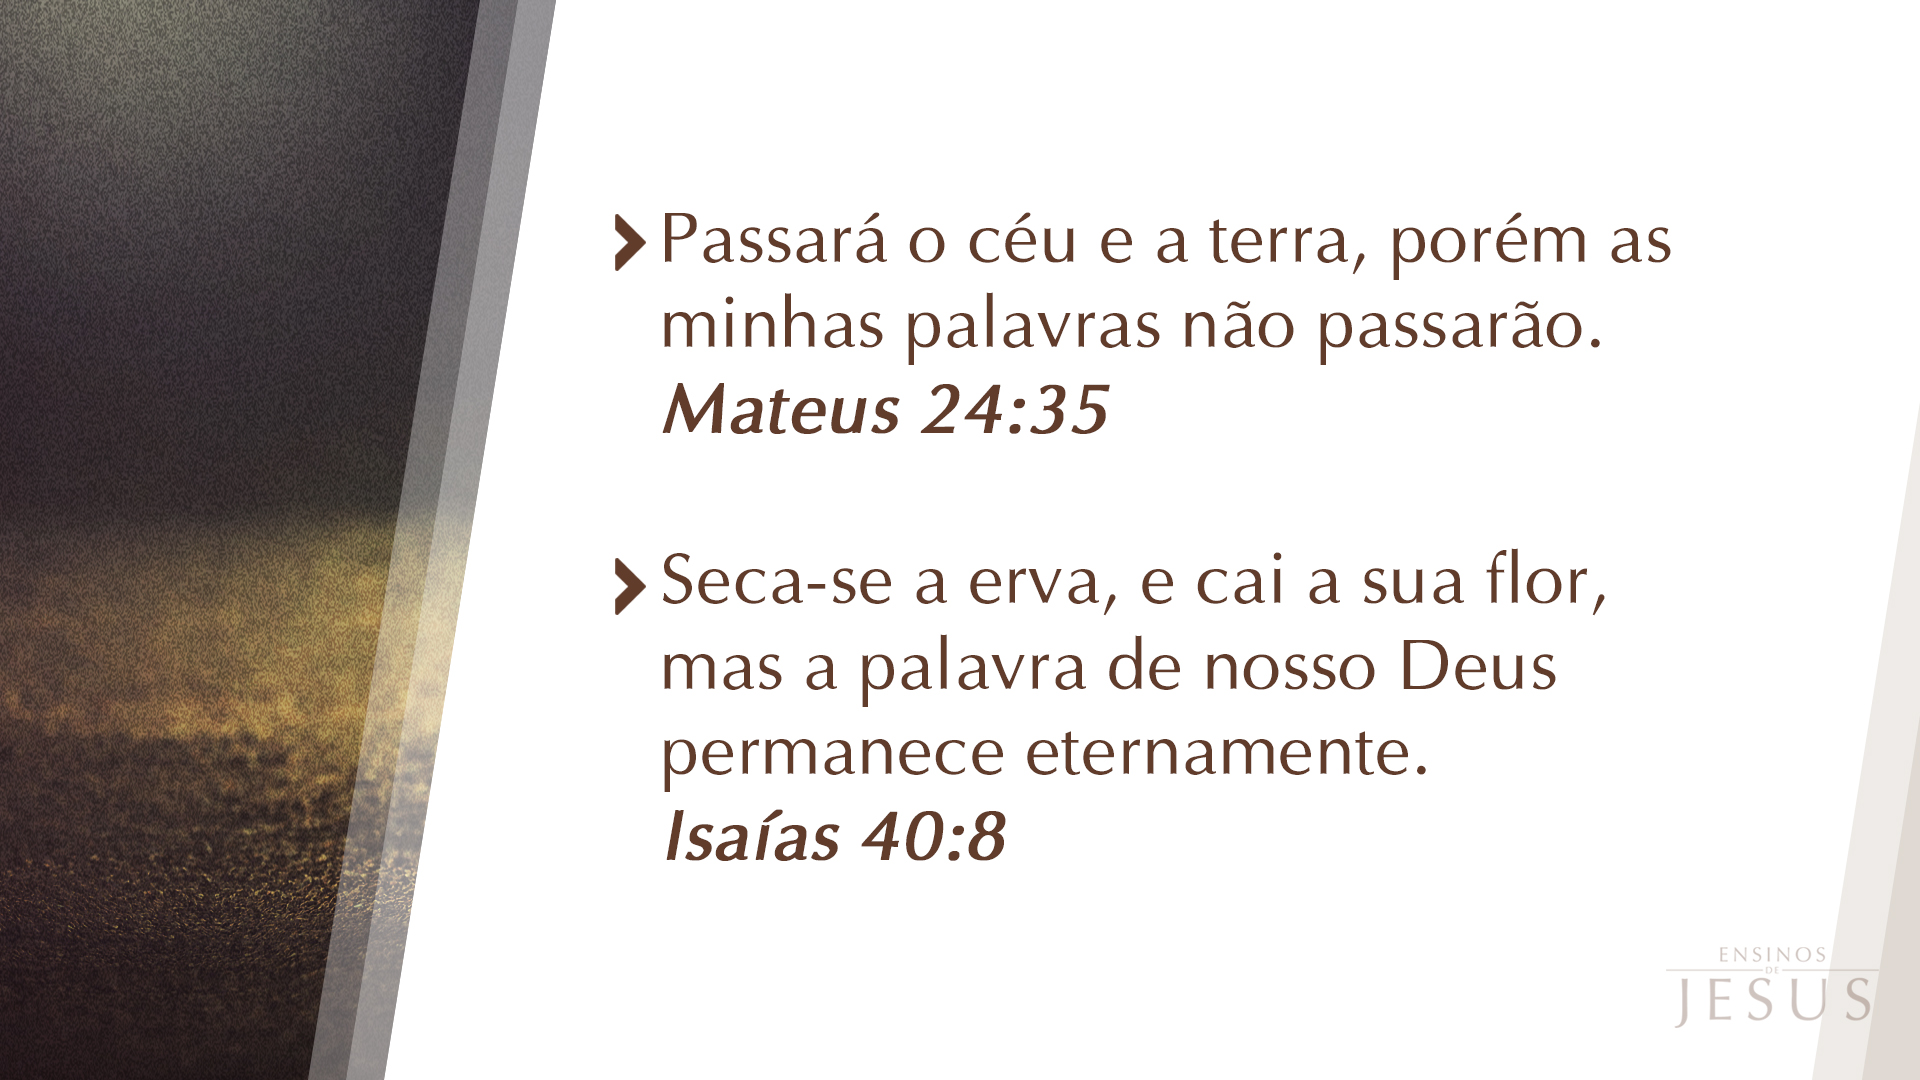 Passará o céu e a terra, porém as
minhas palavras não passarão.
Mateus 24:35
Seca-se a erva, e cai a sua flor,
mas a palavra de nosso Deus
permanece eternamente.
Isaías 40:8
ENSINOS
DE
JESUS